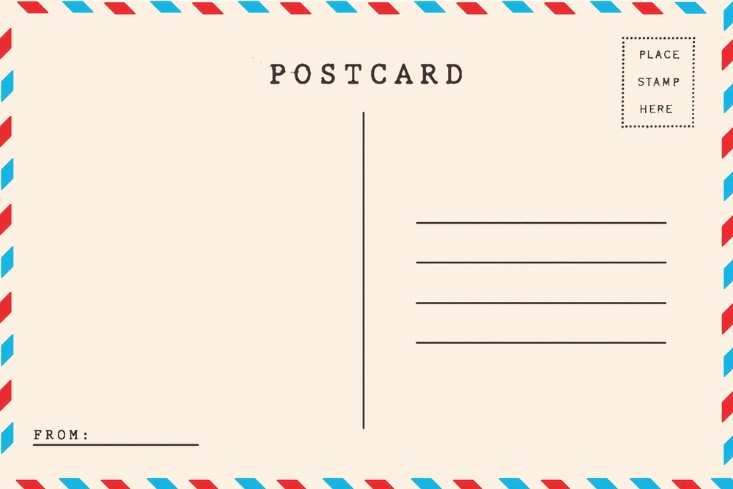 POSTCARD
PLACE
STAMP
HERE
FROM: